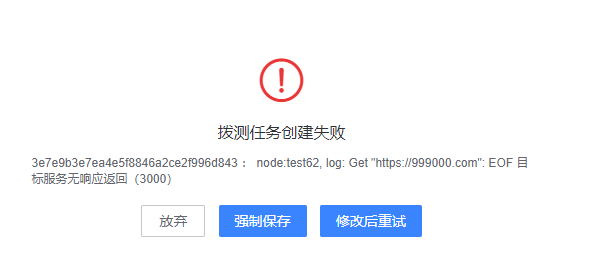 拨测任务创建失败
3e7e9b3e7ea4e5f8846a2ce2f996d843： node:test62, log: Get "https://999000.com": EOF 目
标服务无响应返回（3000）
放弃 强制保存 修改后重试